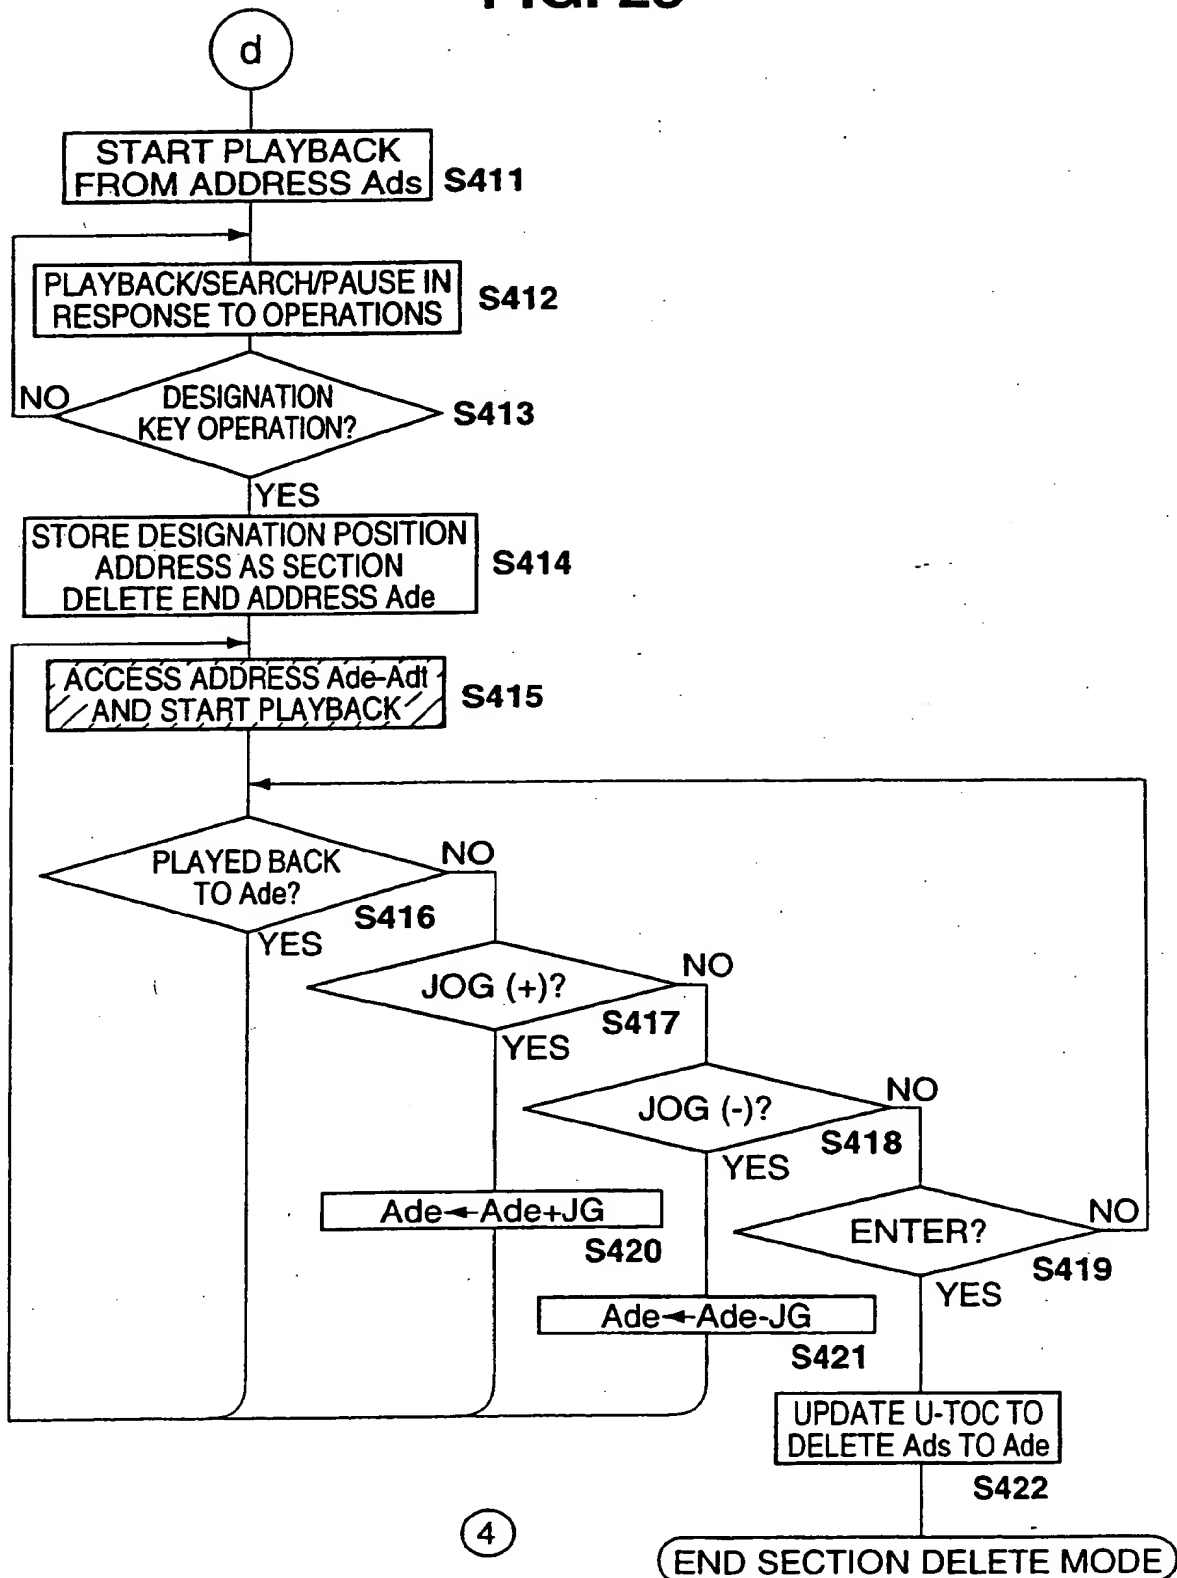 d
START PLAYBACK
FROM ADDRESS Ads
S411
PLAYBACK/SEARCH/PAUSE IN
RESPONSE TO OPERATIONS
S412
NO
DESIGNATION
KEY OPERATION?
S413
YES
STORE DESIGNATION POSITION
ADDRESS AS SECTION
DELETE END ADDRESS Ade
S414
ACCESS ADDRESS Ade-Adt
AND START PLAYBACK
S415
PLAYED BACK
TO Ade?
NO
S416
YES
JOG (+)?
NO
S417
YES
JOG (-)?
NO
S418
YES
Ade←Ade+JG
S420
ENTER?
NO
S419
YES
Ade←Ade-JG
S421
UPDATE U-TOC TO
DELETE Ads TO Ade
S422
4
END SECTION DELETE MODE